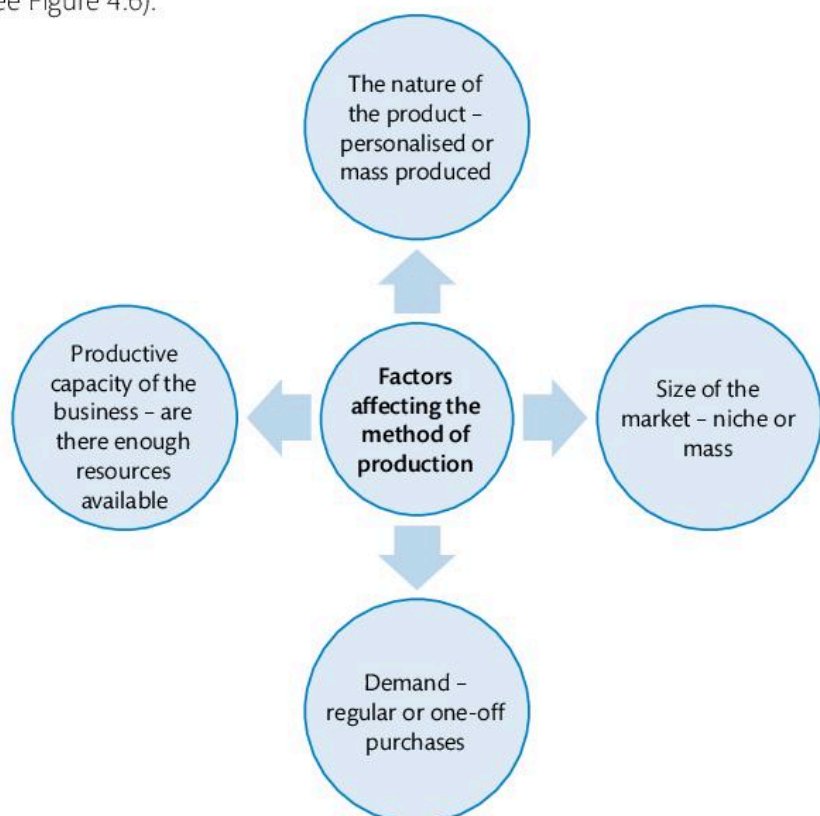 ee Figure 4.6).
The nature of
the product –
personalised or
mass produced
Productive
capacity of the
business – are
there enough
resources
available
Factors
affecting the
method of
production
Size of the
market – niche or
mass
Demand –
regular or one-off
purchases